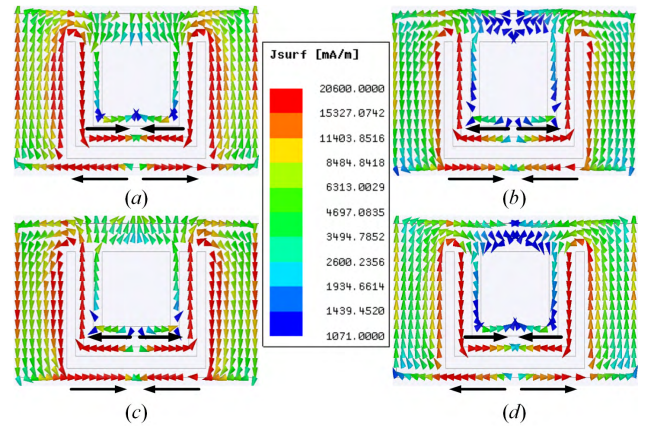 Jsurf [mA/m]
20600.0000
15327.0742
11403.8516
8484.8418
6313.0029
4697.0835
3494.7852
2600.2356
1934.6614
1439.4520
1071.0000
(a)
(b)
(c)
(d)